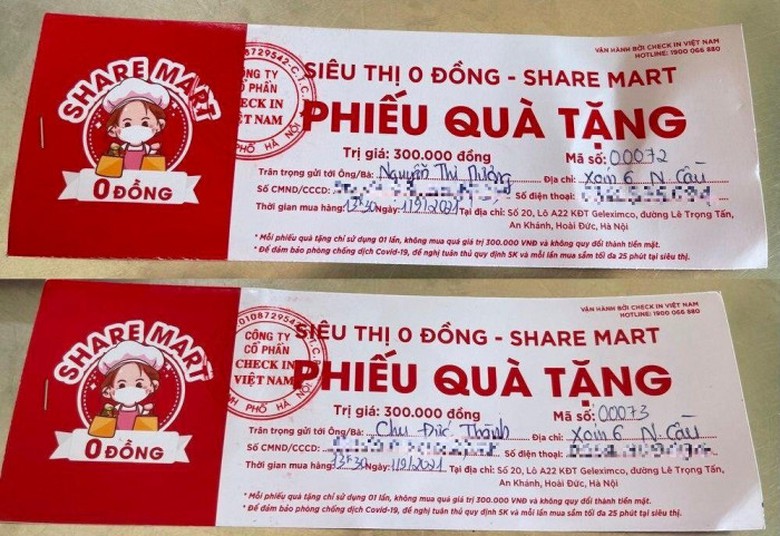 VẬN HÀNH BỞI CHECK IN VIỆT NAM
HOTLINE: 1900 066 880
SHARE MART
0 ĐỒNG
CÔNG TY
CỔ PHẦN
CHECK IN
VIỆT NAM
SIÊU THỊ 0 ĐỒNG - SHARE MART
PHIẾU QUÀ TẶNG
Trị giá: 300.000 đồng Mã số: 00072
Trân trọng gửi tới Ông/Bà: Nguyễn Thị Địa chỉ: Xóm 6 N. Cầu
Số CMND/CCCD: Số điện thoại:
Thời gian mua hàng: 13h30 Ngày: 11/9/2021 Tại địa chỉ: Số 20, Lô A22 KĐT Geleximco, đường Lê Trọng Tấn,
An Khánh, Hoài Đức, Hà Nội
* Mỗi phiếu quà tặng chỉ sử dụng 01 lần, không mua quá giá trị 300.000 VNĐ và không quy đổi thành tiền mặt.
* Để đảm bảo phòng chống dịch Covid-19, đề nghị tuân thủ quy định 5K và mỗi lần mua sắm tối đa 25 phút tại siêu thị.
VẬN HÀNH BỞI CHECK IN VIỆT NAM
HOTLINE: 1900 066 880
SHARE MART
0 ĐỒNG
CÔNG TY
CỔ PHẦN
CHECK IN
VIỆT NAM
SIÊU THỊ 0 ĐỒNG - SHARE MART
PHIẾU QUÀ TẶNG
Trị giá: 300.000 đồng Mã số: 00073
Trân trọng gửi tới Ông/Bà: Chu Đức Thành Địa chỉ: Xóm 6 N. Cầu
Số CMND/CCCD: Số điện thoại:
Thời gian mua hàng: 13h30 Ngày: 11/9/2021 Tại địa chỉ: Số 20, Lô A22 KĐT Geleximco, đường Lê Trọng Tấn,
An Khánh, Hoài Đức, Hà Nội
* Mỗi phiếu quà tặng chỉ sử dụng 01 lần, không mua quá giá trị 300.000 VNĐ và không quy đổi thành tiền mặt.
* Để đảm bảo phòng chống dịch Covid-19, đề nghị tuân thủ quy định 5K và mỗi lần mua sắm tối đa 25 phút tại siêu thị.